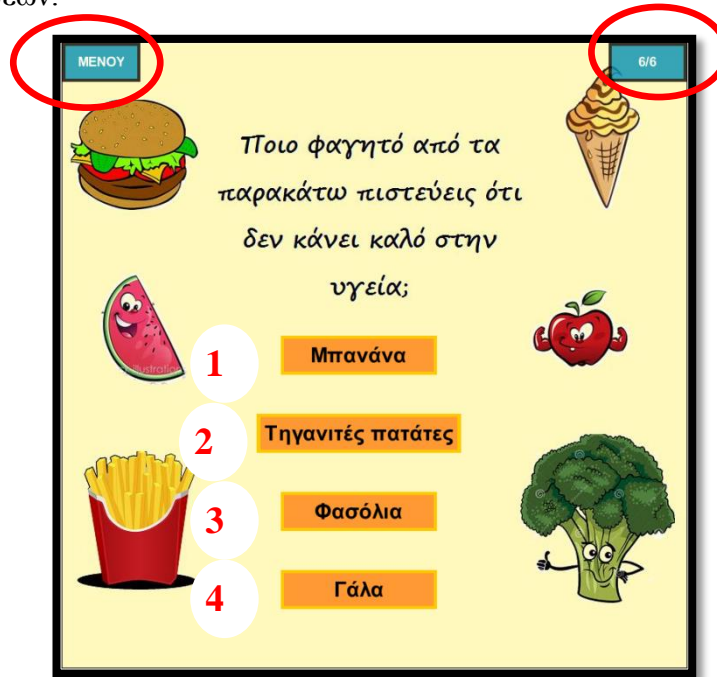 ΜΕΝΟΥ
6/6
Ποιο φαγητό από τα
παρακάτω πιστεύεις ότι
δεν κάνει καλό στην
υγεία;
1 Μπανάνα
2 Τηγανιτές πατάτες
3 Φασόλια
4 Γάλα